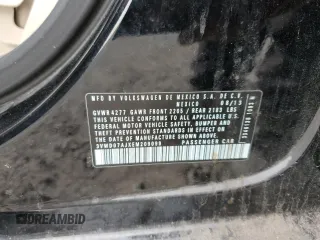 MFD BY VOLKSWAGEN DE MEXICO S.A. DE C.V.
MEXICO 08/13
GVWR 4277 GAWR FRONT 2205 / REAR 2183 LBS
THIS VEHICLE CONFORMS TO ALL APPLICABLE U.S.
FEDERAL MOTOR VEHICLE SAFETY, BUMPER AND
THEFT PREVENTION STANDARDS IN EFFECT ON
THE DATE OF MANUFACTURE SHOWN ABOVE.
PASSENGER CAR
DREAMBID